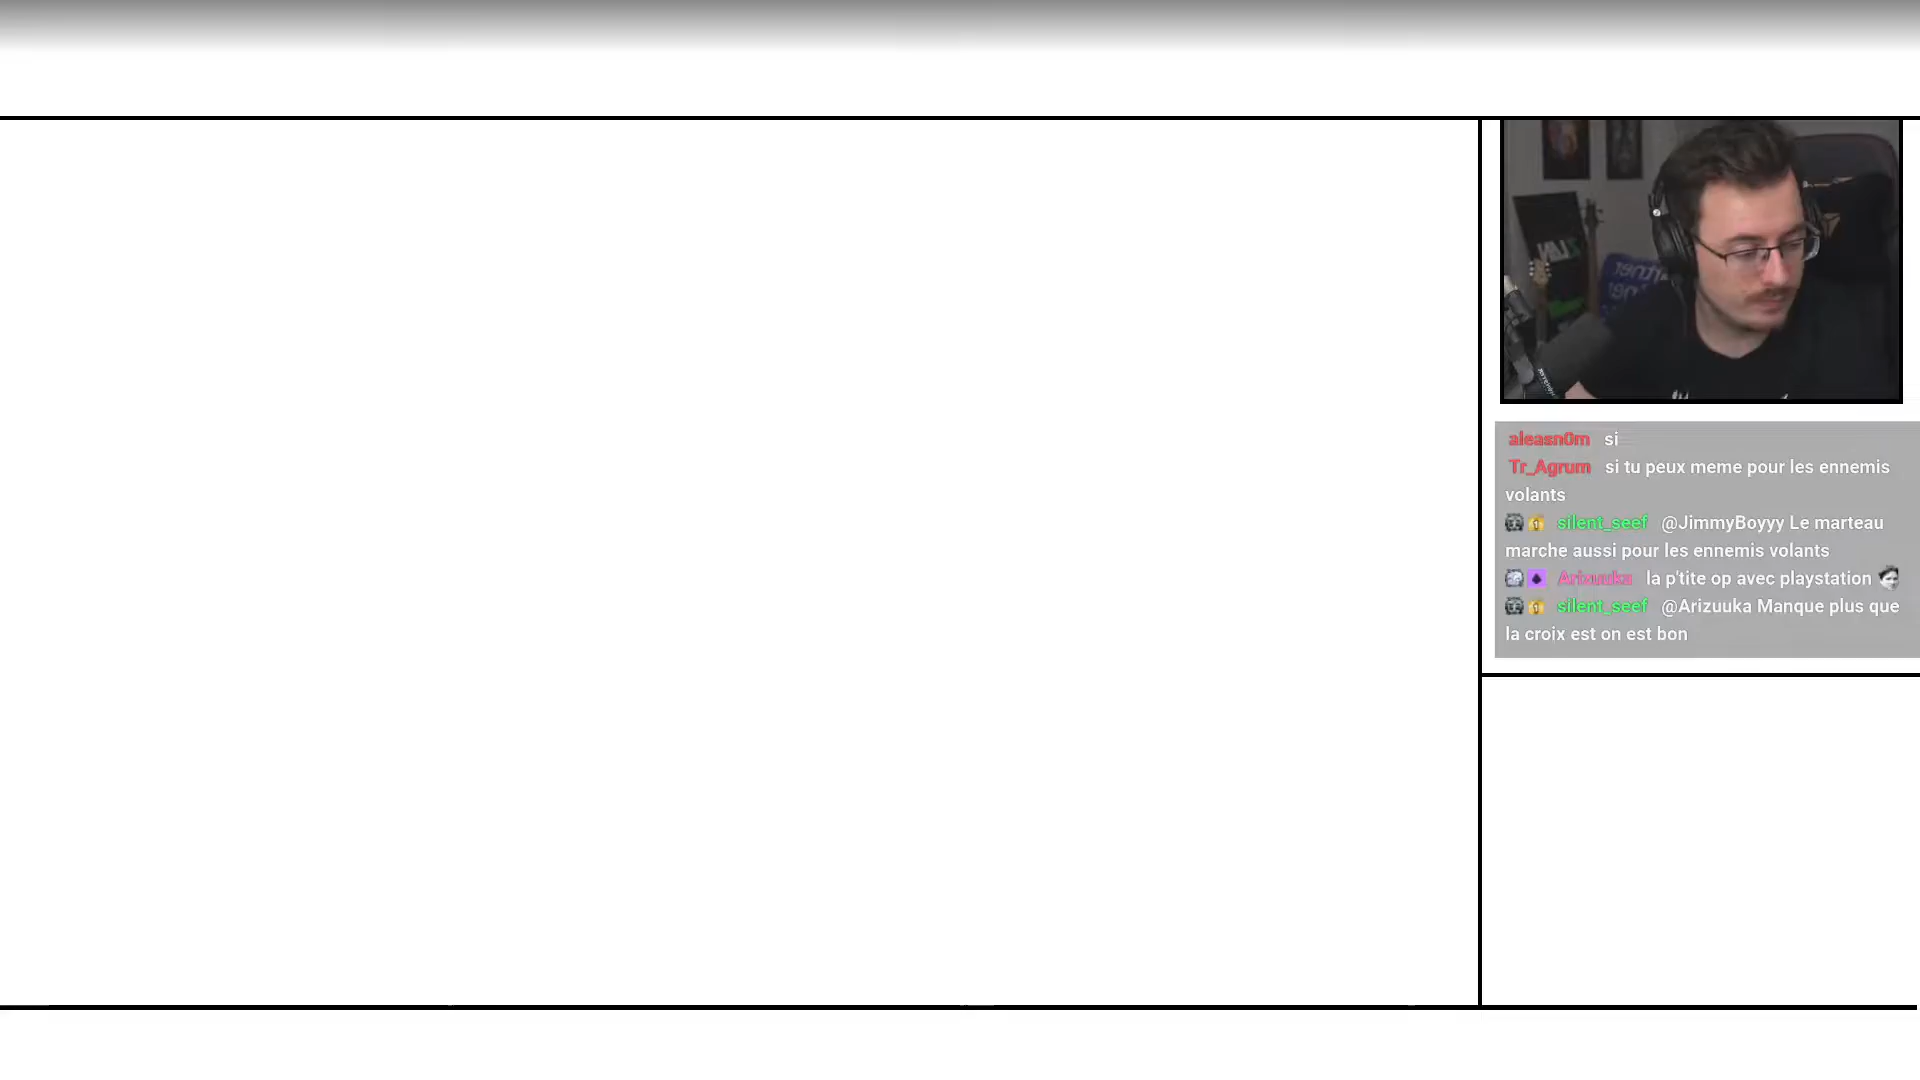 aleasn0m si
Tr_Agrum si tu peux meme pour les ennemis
volants
silent_seef @JimmyBoyyy Le marteau
marche aussi pour les ennemis volants
Arizuuka la p'tite op avec playstation
silent_seef @Arizuuka Manque plus que
la croix est on est bon